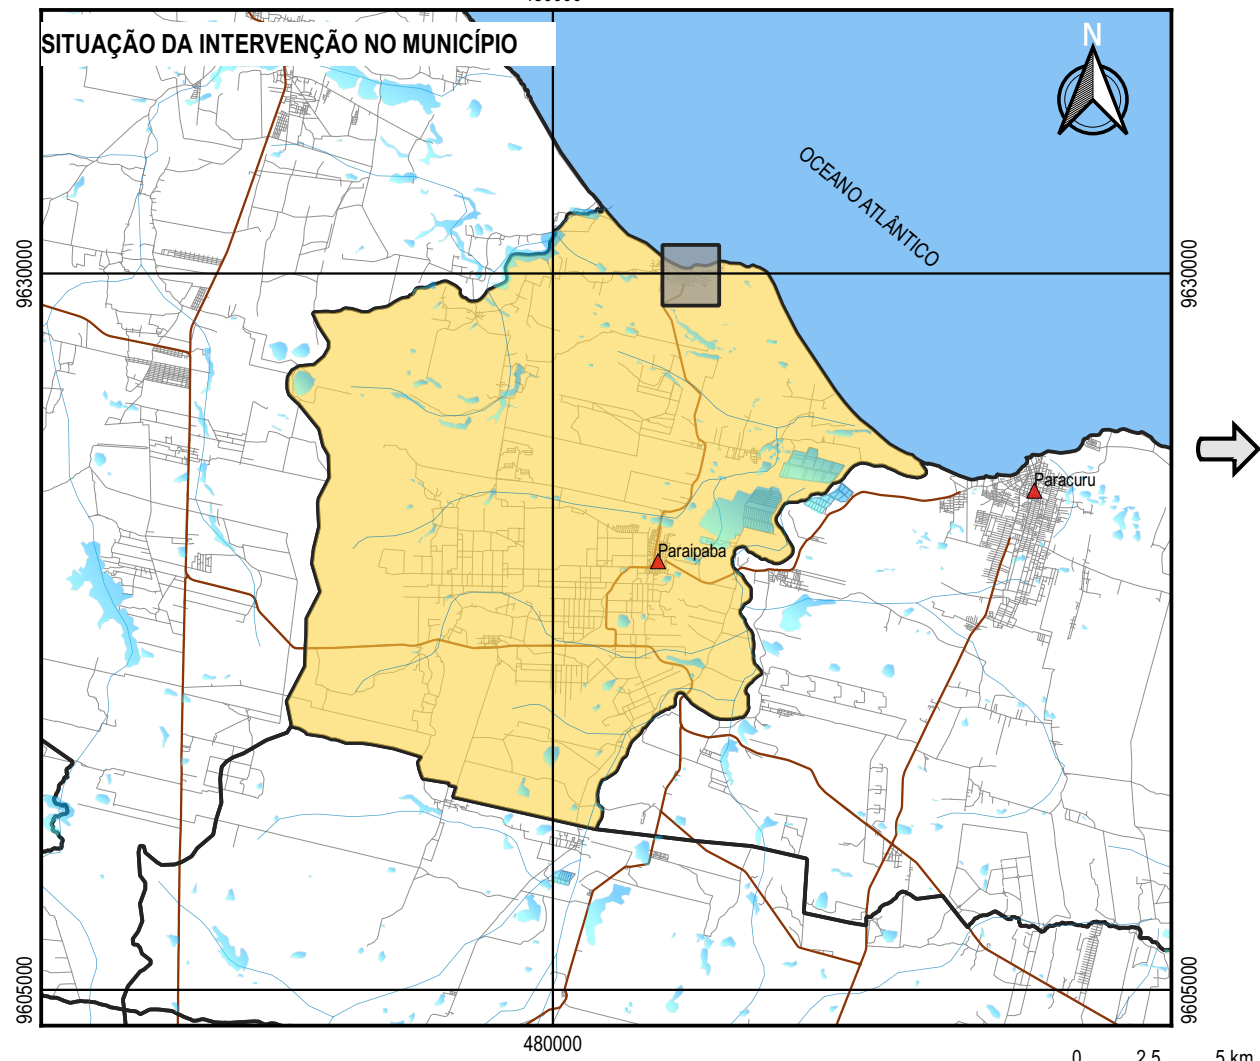 SITUAÇÃO DA INTERVENÇÃO NO MUNICÍPIO
N
OCEANO ATLÂNTICO
9630000
9630000
Paracuru
Paraipaba
9605000
9605000
480000
0 2,5 5 km